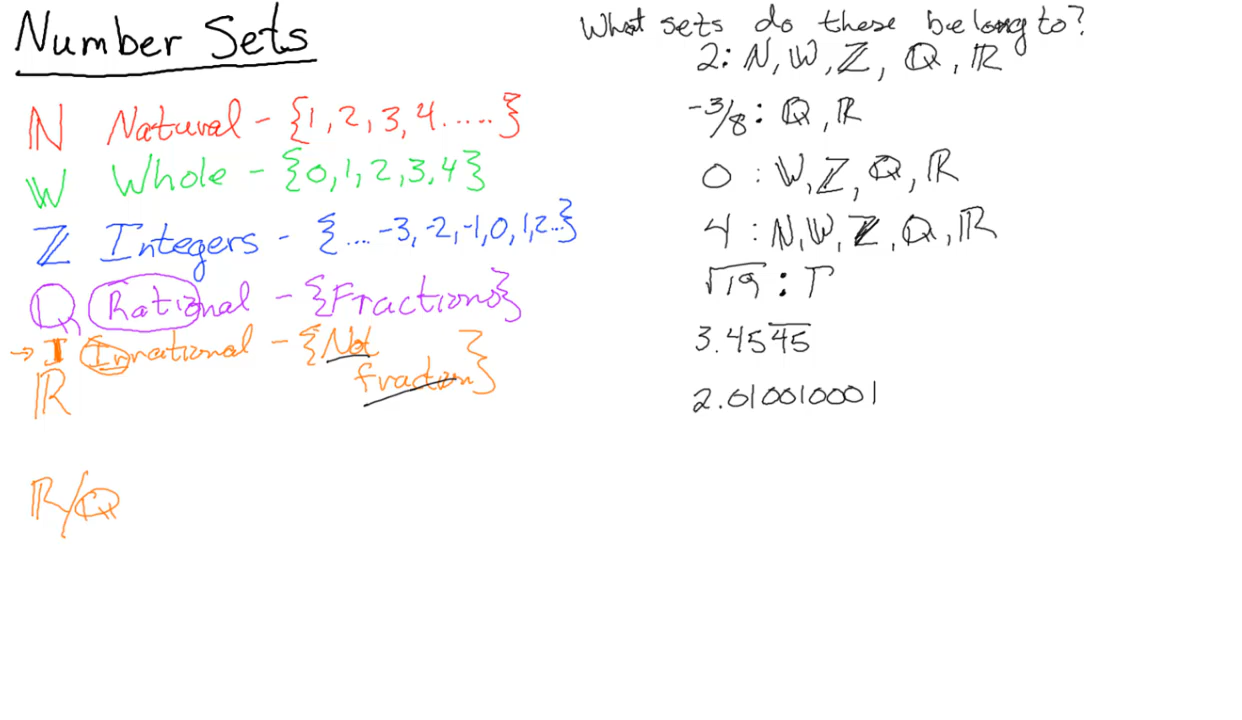 Number Sets
ℕ Natural - {1, 2, 3, 4.....}
𝕎 Whole - {0, 1, 2, 3, 4}
ℤ Integers - {.... -3, -2, -1, 0, 1, 2...}
ℚ Rational - {Fractions}
→ I Irrational - {Not
fraction}
ℝ
ℝ/ℚ
What sets do these belong to?
2: ℕ, 𝕎, ℤ, ℚ, ℝ
-3/8: ℚ, ℝ
0 : 𝕎, ℤ, ℚ, ℝ
4 : ℕ, 𝕎, ℤ, ℚ, ℝ
√19 :
3.454̅5̅
2.010010001